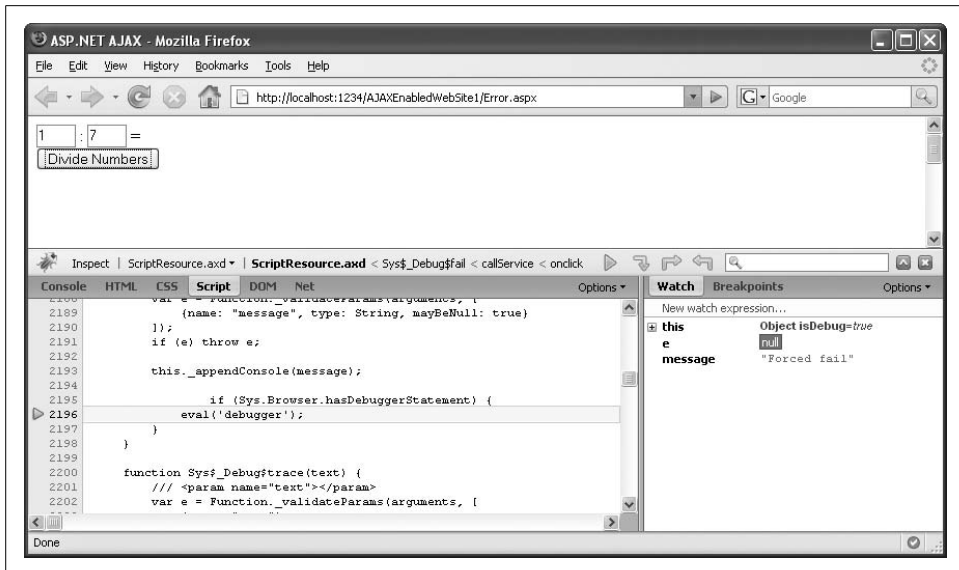 ASP.NET AJAX - Mozilla Firefox
File Edit View History Bookmarks Tools Help
http://localhost:1234/AJAXEnabledWebSite1/Error.aspx G Google
1 : 7 =
Divide Numbers
Inspect | ScriptResource.axd | ScriptResource.axd < Sys$_Debug$fail < callService < onclick
Console HTML CSS Script DOM Net Options
Watch Breakpoints Options
2188 var e = Function._validateParams(arguments, [
2189 {name: "message", type: String, mayBeNull: true}
2190 ]);
2191 if (e) throw e;
2192
2193 this._appendConsole(message);
2194
2195 if (Sys.Browser.hasDebuggerStatement) {
2196 eval('debugger');
2197 }
2198 }
2199
2200 function Sys$_Debug$trace(text) {
2201 /// <param name="text"></param>
2202 var e = Function._validateParams(arguments, [
New watch expression...
this Object isDebug=true
e null
message "Forced fail"
Done